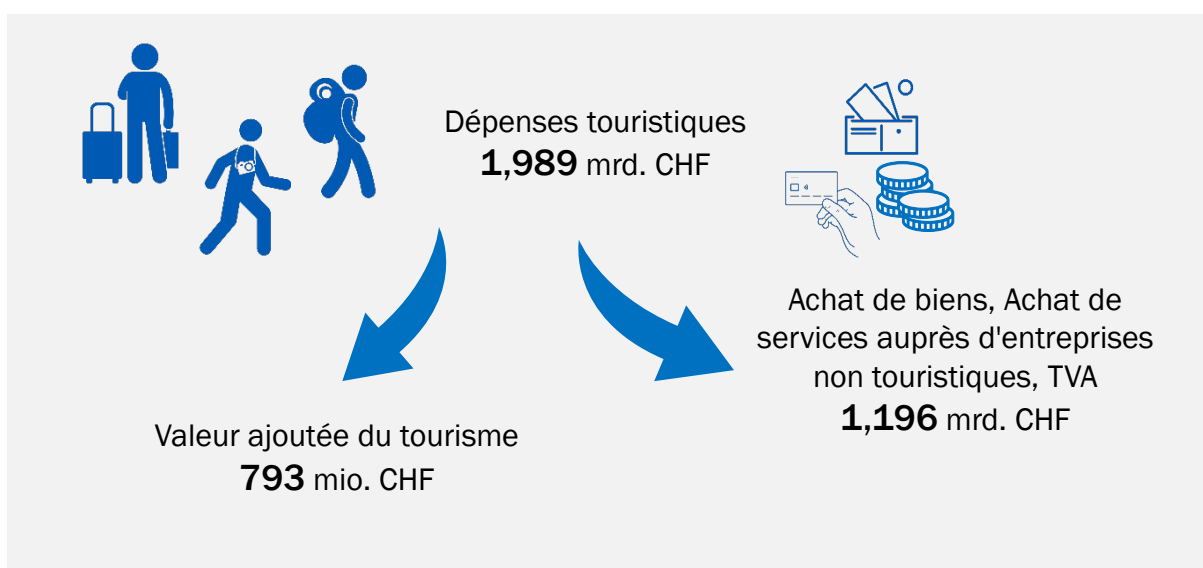 Dépenses touristiques
1,989 mrd. CHF
Achat de biens, Achat de
services auprès d'entreprises
non touristiques, TVA
1,196 mrd. CHF
Valeur ajoutée du tourisme
793 mio. CHF